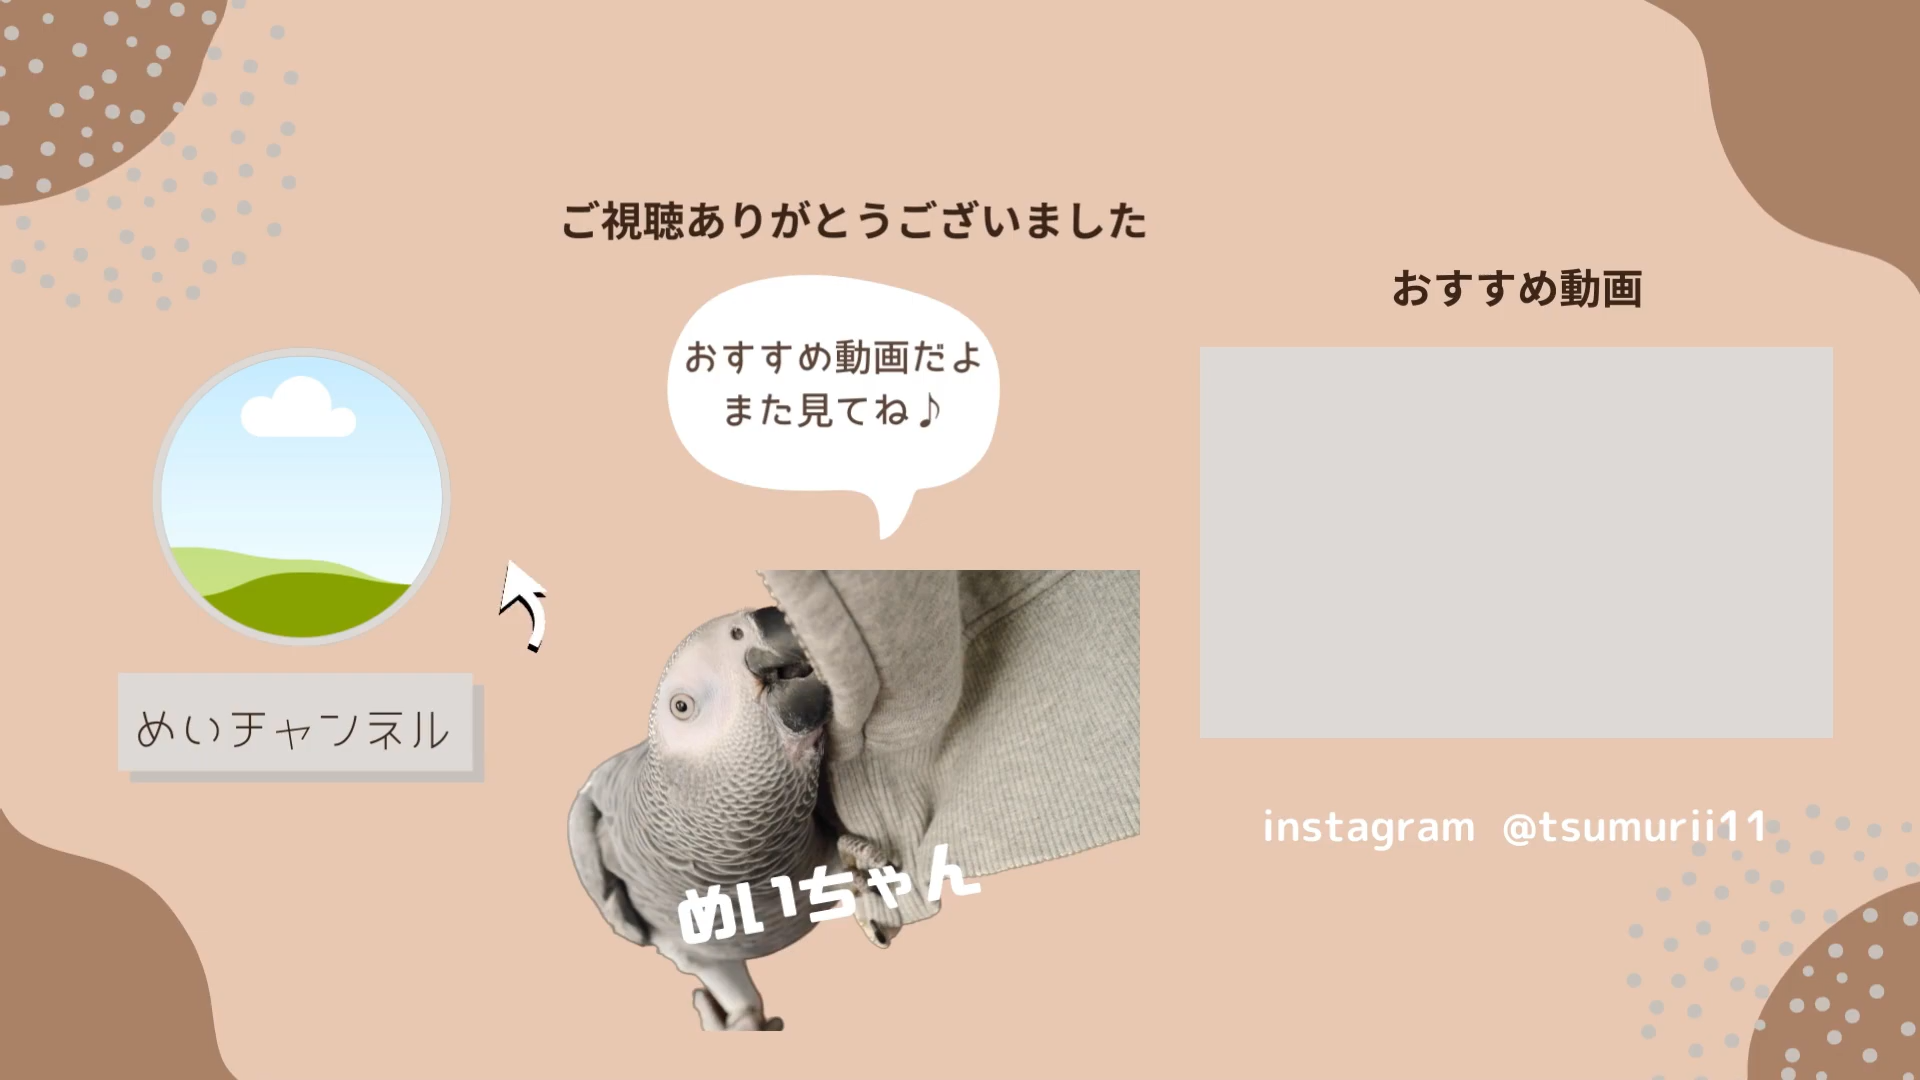 ご視聴ありがとうございました
おすすめ動画だよ
また見てね♪
めいチャンネル
めいちゃん
おすすめ動画
instagram @tsumurii11